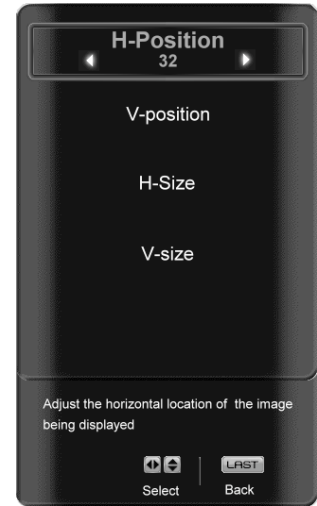 H-Position
32
V-position
H-Size
V-size
Adjust the horizontal location of the image
being displayed
LAST
Select
Back